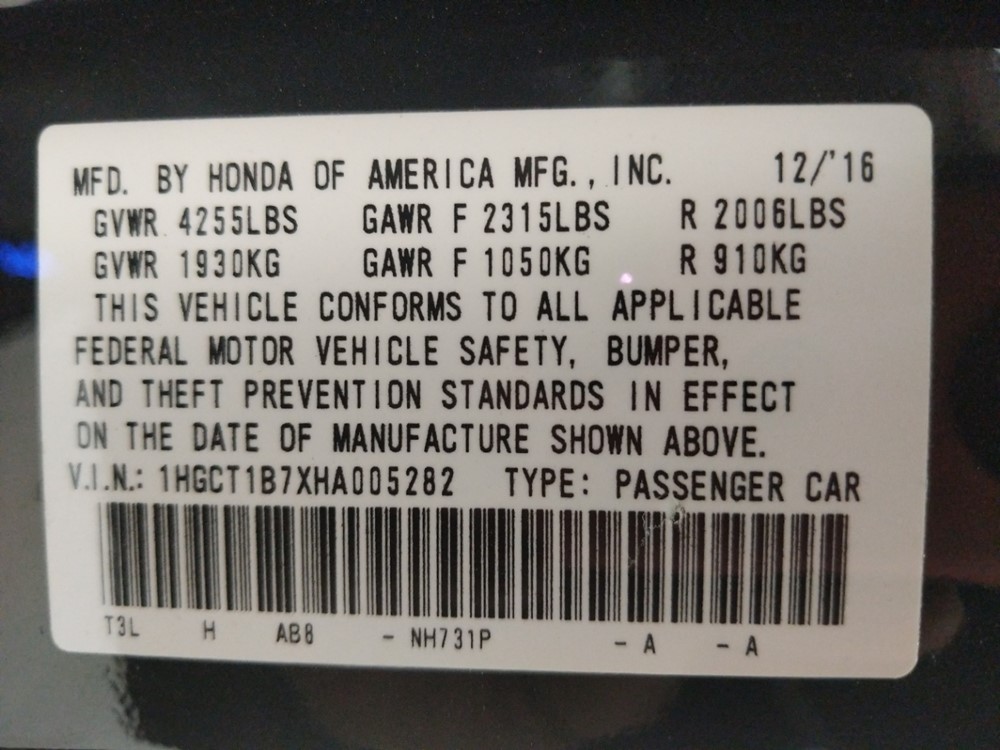 MFD. BY HONDA OF AMERICA MFG., INC. 12/'16
GVWR 4255LBS GAWR F 2315LBS R 2006LBS
GVWR 1930KG GAWR F 1050KG R 910KG
THIS VEHICLE CONFORMS TO ALL APPLICABLE
FEDERAL MOTOR VEHICLE SAFETY, BUMPER,
AND THEFT PREVENTION STANDARDS IN EFFECT
ON THE DATE OF MANUFACTURE SHOWN ABOVE.
V.I.N.: 1HGCT1B7XHA005282 TYPE: PASSENGER CAR
T3L H AB8 - NH731P - A - A